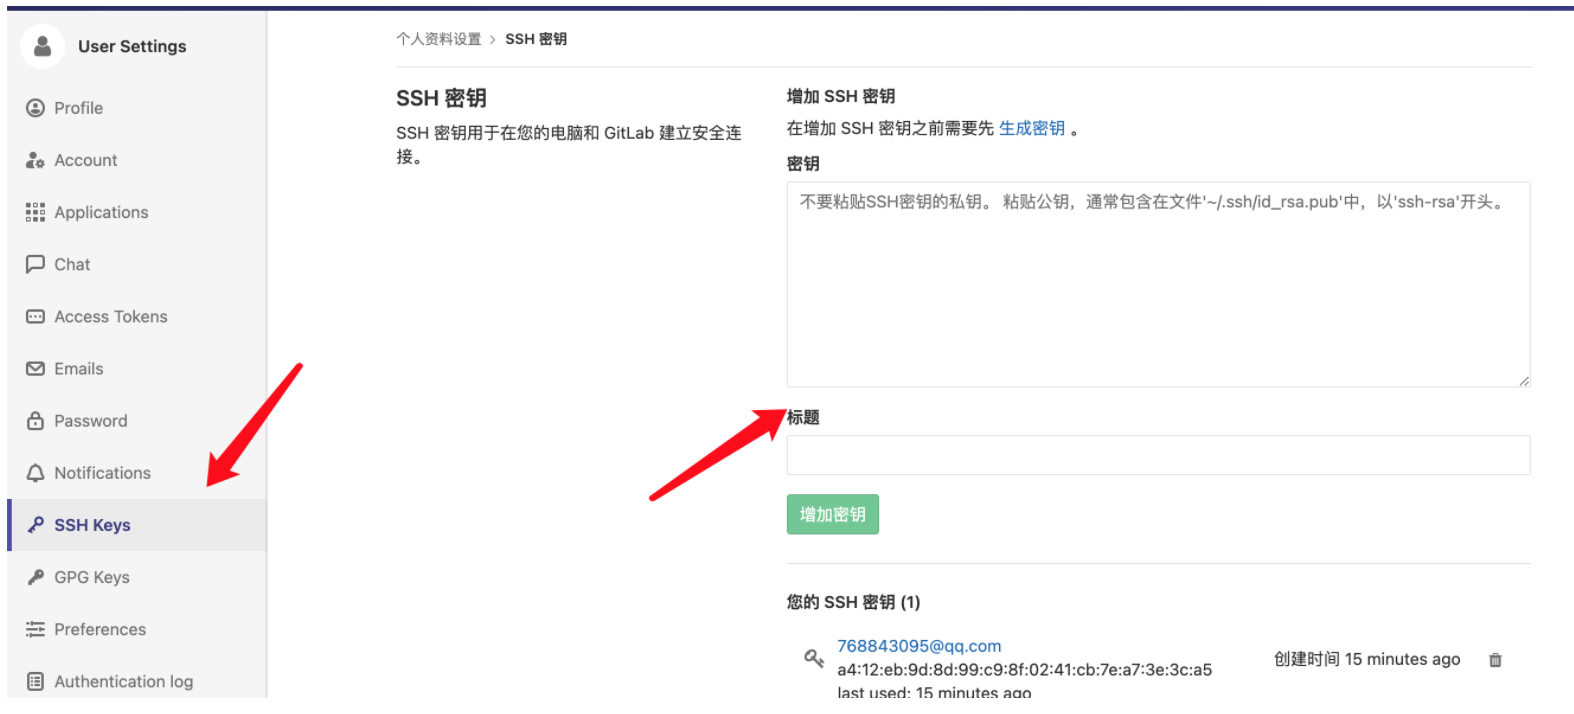 User Settings
Profile
Account
Applications
Chat
Access Tokens
Emails
Password
Notifications
SSH Keys
GPG Keys
Preferences
Authentication log
个人资料设置 > SSH 密钥
SSH 密钥
SSH 密钥用于在您的电脑和 GitLab 建立安全连
接。
增加 SSH 密钥
在增加 SSH 密钥之前需要先 生成密钥 。
密钥
不要粘贴SSH密钥的私钥。 粘贴公钥，通常包含在文件'~/.ssh/id_rsa.pub'中，以'ssh-rsa'开头。
标题
增加密钥
您的 SSH 密钥 (1)
768843095@qq.com
a4:12:eb:9d:8d:99:c9:8f:02:41:cb:7e:a7:3e:3c:a5
last used: 15 minutes ago
创建时间 15 minutes ago